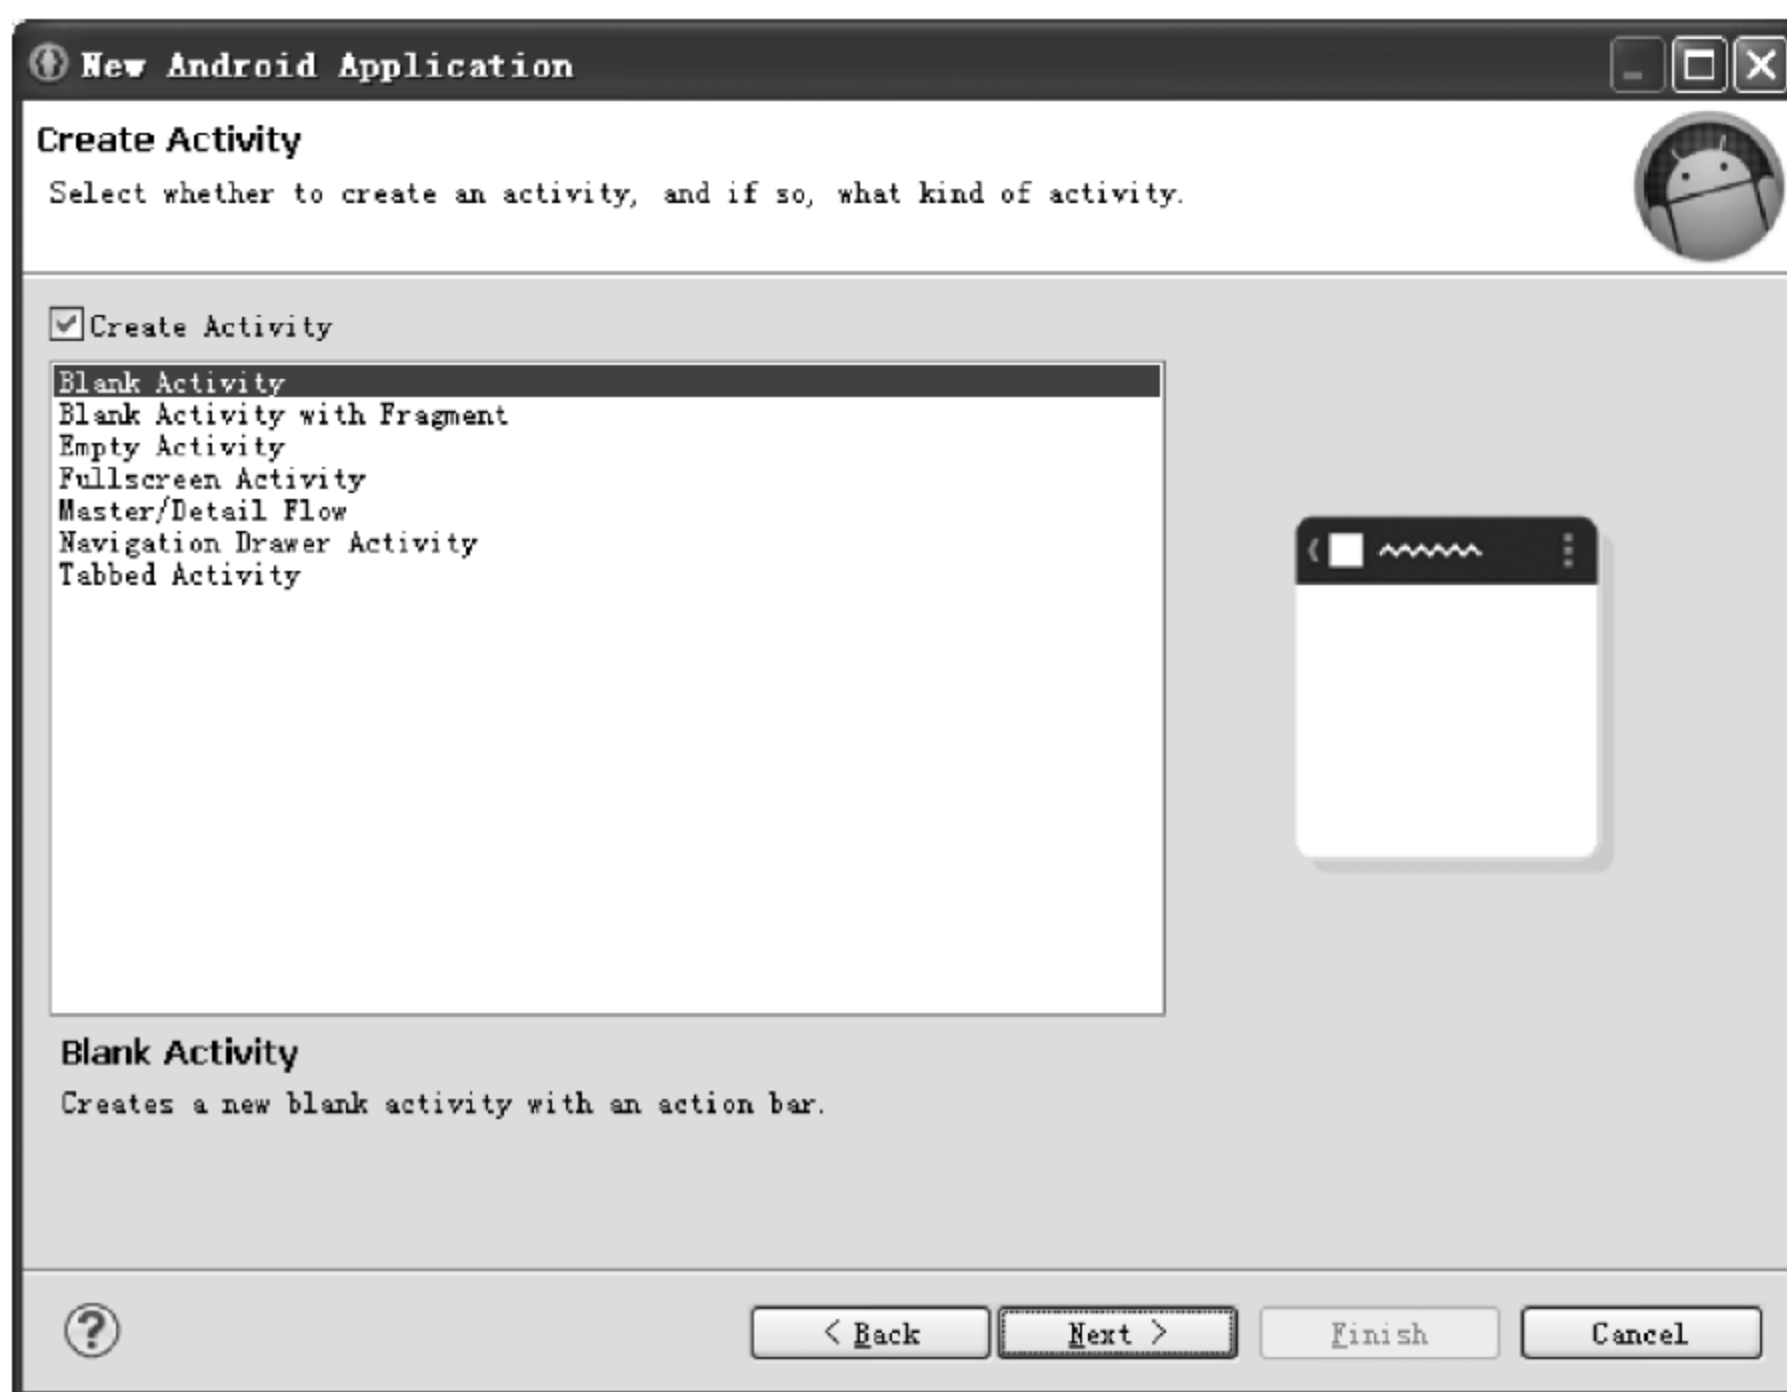 New Android Application
Create Activity
Select whether to create an activity, and if so, what kind of activity.
Create Activity
Blank Activity
Blank Activity with Fragment
Empty Activity
Fullscreen Activity
Master/Detail Flow
Navigation Drawer Activity
Tabbed Activity
Blank Activity
Creates a new blank activity with an action bar.
? < Back Next > Finish Cancel